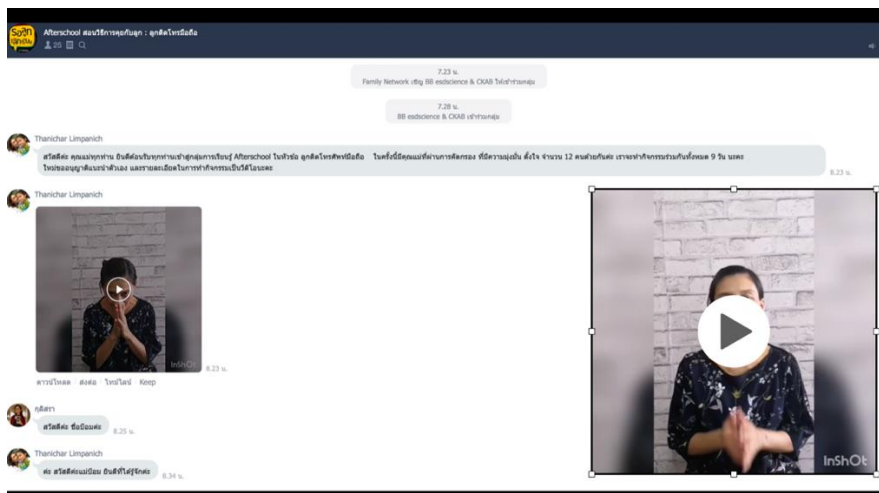 Afterschool สอนวิธีการคุยกับลูก : ลูกติดโทรมือถือ
25
7.23 น.
Family Network เชิญ BB esdscience & CKAB ให้เข้าร่วมกลุ่ม
7.28 น.
BB esdscience & CKAB เข้าร่วมกลุ่ม
Thanichar Limpanich
สวัสดีค่ะ คุณแม่ทุกท่าน ยินดีต้อนรับทุกท่านเข้าสู่กลุ่มการเรียนรู้ Afterschool ในหัวข้อ ลูกติดโทรศัพท์มือถือ ในครั้งนี้มีคุณแม่ที่ผ่านการคัดกรอง ที่มีความมุ่งมั่น ตั้งใจ จำนวน 12 คนด้วยกันค่ะ เราจะทำกิจกรรมร่วมกันทั้งหมด 9 วัน นะคะ
ใหม่ขออนุญาติแนะนำตัวเอง และรายละเอียดในการทำกิจกรรมเป็นวีดีโอนะคะ
8.23 น.
Thanichar Limpanich
InShOt
8.23 น.
ดาวน์โหลด ส่งต่อ ไทม์ไลน์ Keep
กุติสรา
สวัสดีค่ะ ชื่อป้อมค่ะ
8.25 น.
Thanichar Limpanich
ค่ะ สวัสดีค่ะแม่ป้อม ยินดีที่ได้รู้จักค่ะ
8.34 น.
InShOt